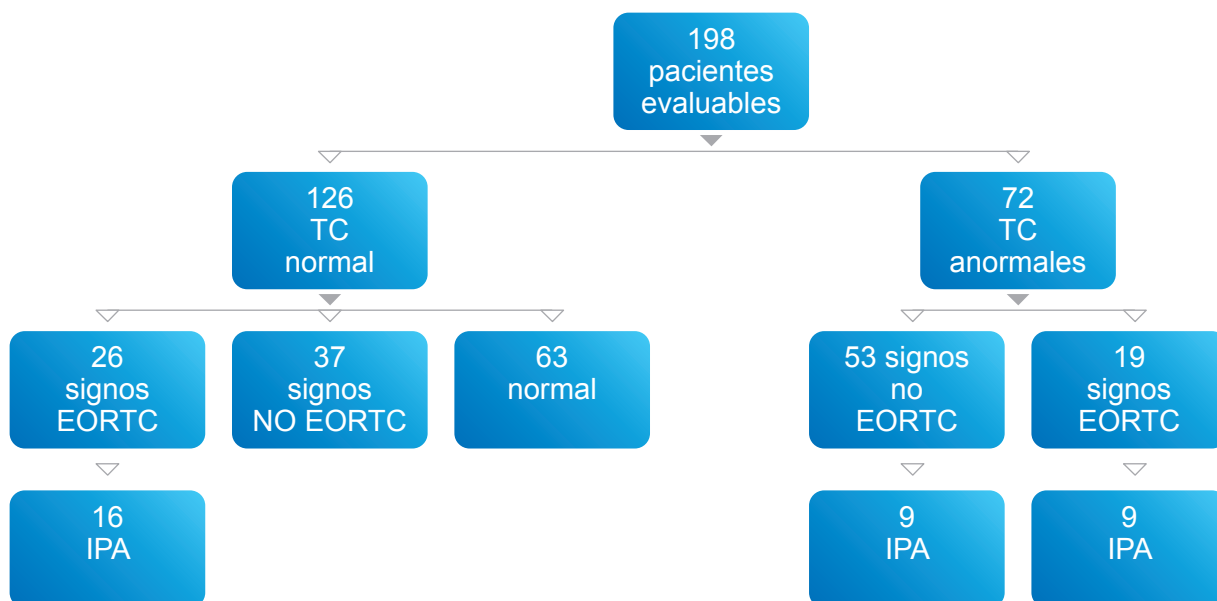 198
pacientes
evaluables
126
TC
normal
72
TC
anormales
26
signos
EORTC
37
signos
NO EORTC
63
normal
53 signos
no
EORTC
19
signos
EORTC
16
IPA
9
IPA
9
IPA